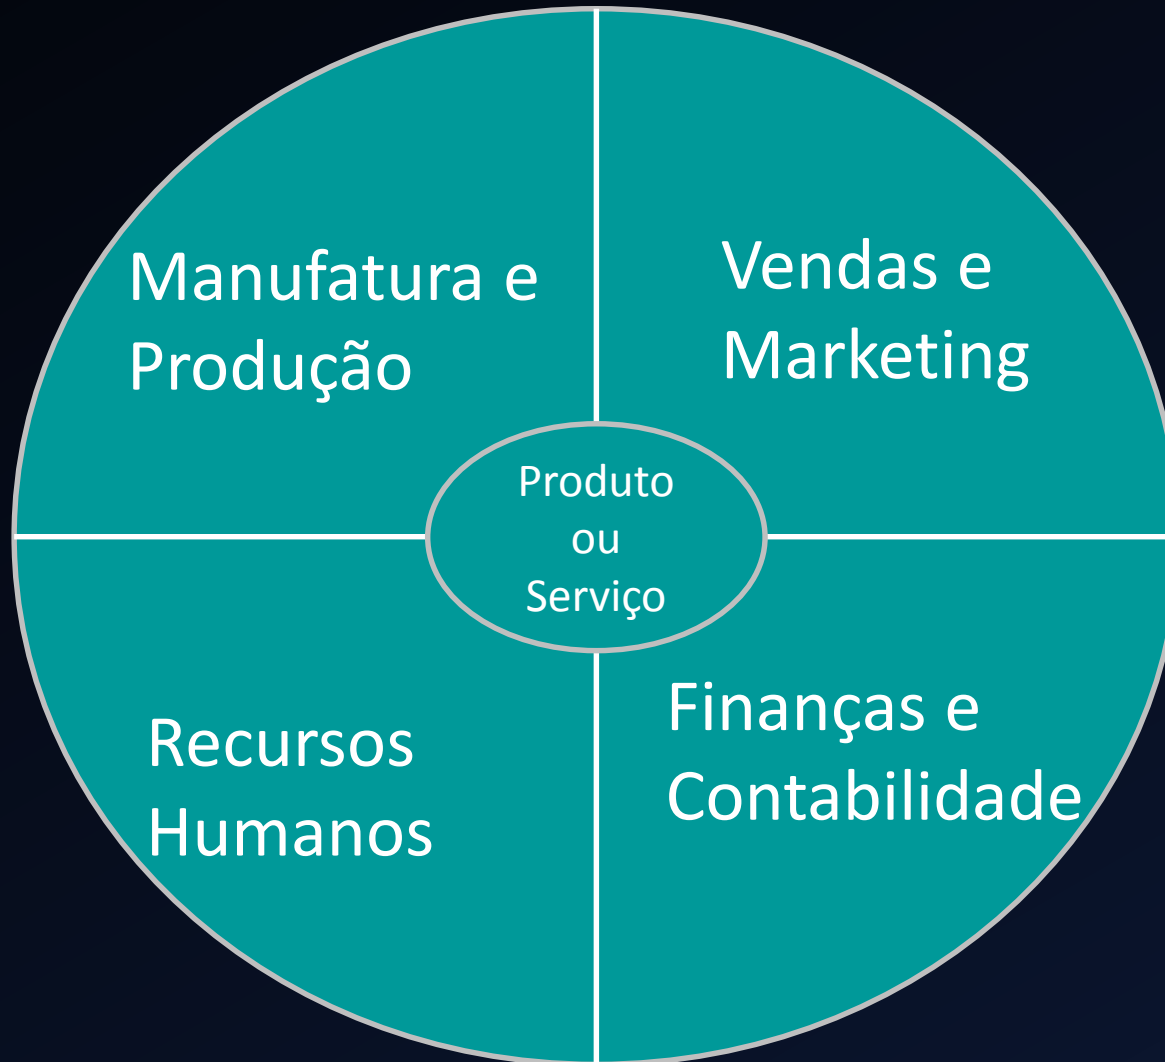 Manufatura e
Produção
Vendas e
Marketing
Produto
ou
Serviço
Recursos
Humanos
Finanças e
Contabilidade